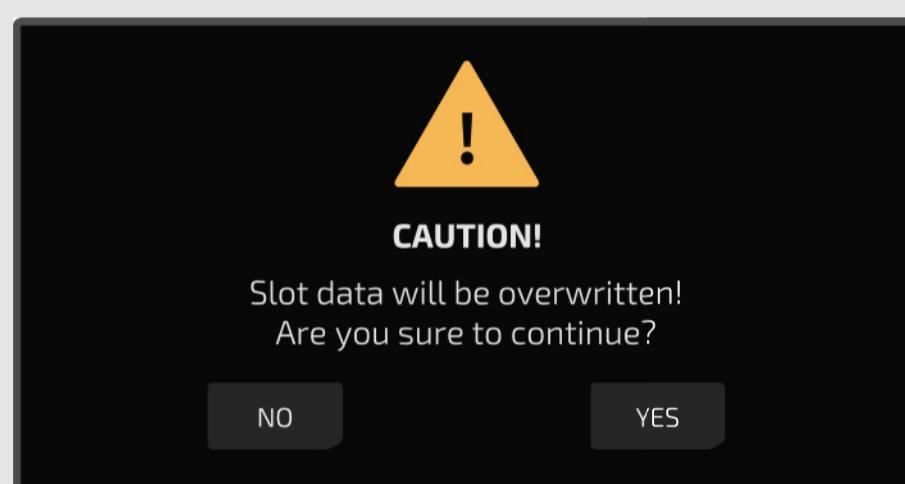 !
CAUTION!
Slot data will be overwritten!
Are you sure to continue?
NO
YES